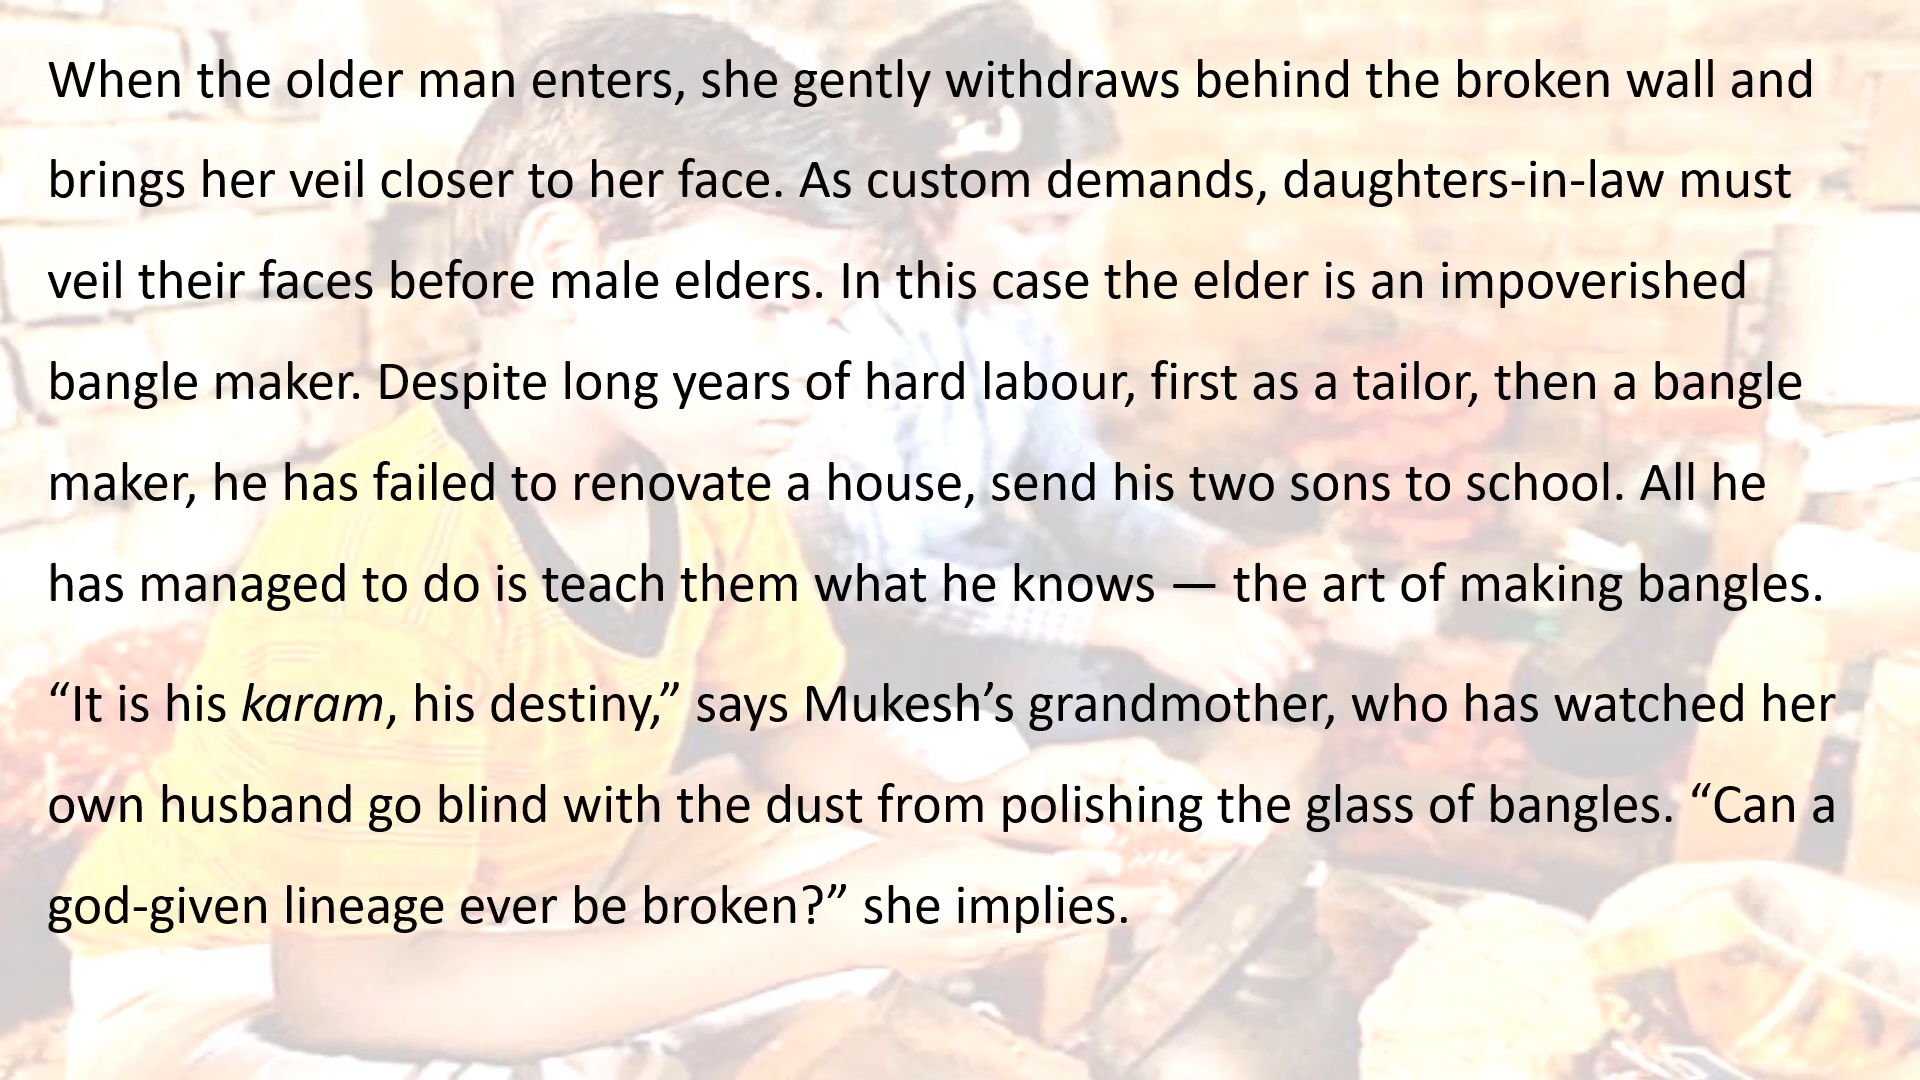 When the older man enters, she gently withdraws behind the broken wall and
brings her veil closer to her face. As custom demands, daughters-in-law must
veil their faces before male elders. In this case the elder is an impoverished
bangle maker. Despite long years of hard labour, first as a tailor, then a bangle
maker, he has failed to renovate a house, send his two sons to school. All he
has managed to do is teach them what he knows — the art of making bangles.
“It is his karam, his destiny,” says Mukesh’s grandmother, who has watched her
own husband go blind with the dust from polishing the glass of bangles. “Can a
god-given lineage ever be broken?” she implies.